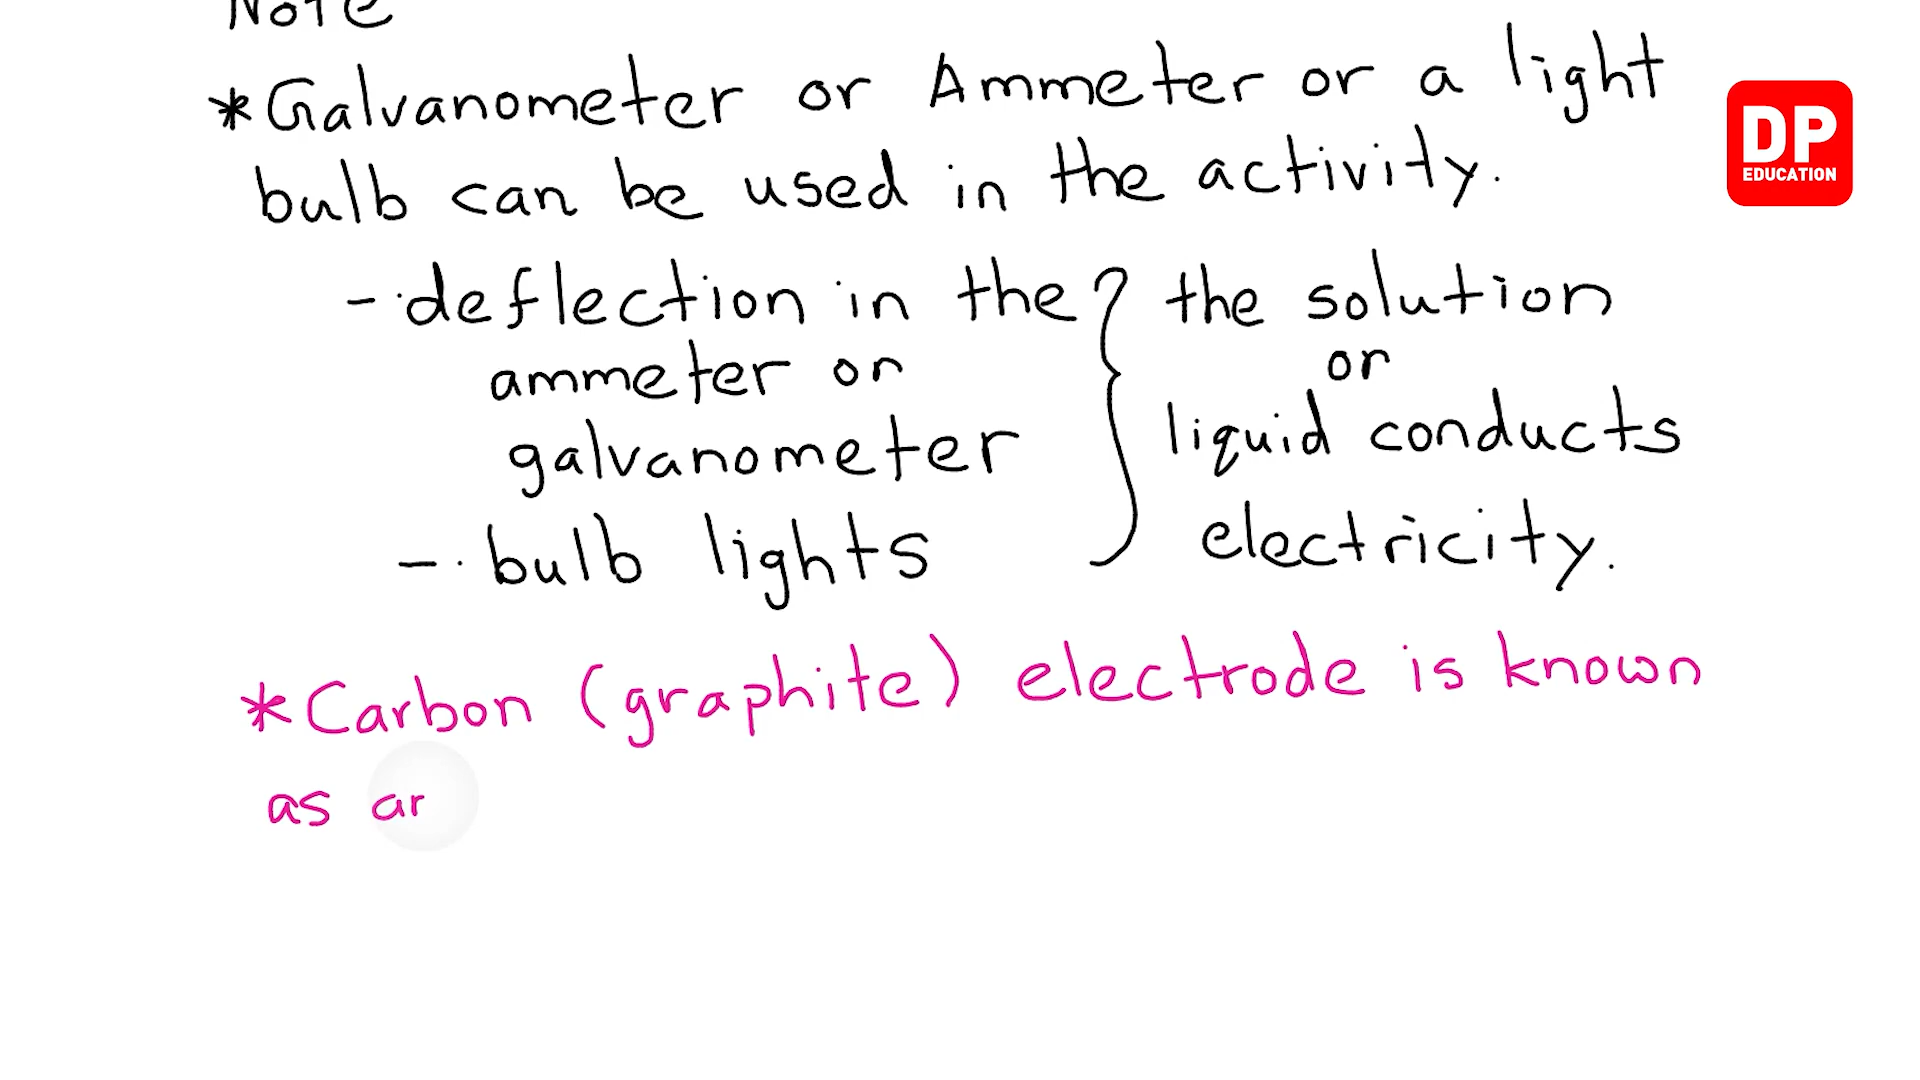 Note
*Galvanometer or Ammeter or a light
bulb can be used in the activity.
- deflection in the
ammeter or
galvanometer
- bulb lights
the solution
or
liquid conducts
electricity.
*Carbon (graphite) electrode is known
as ar
DP
EDUCATION